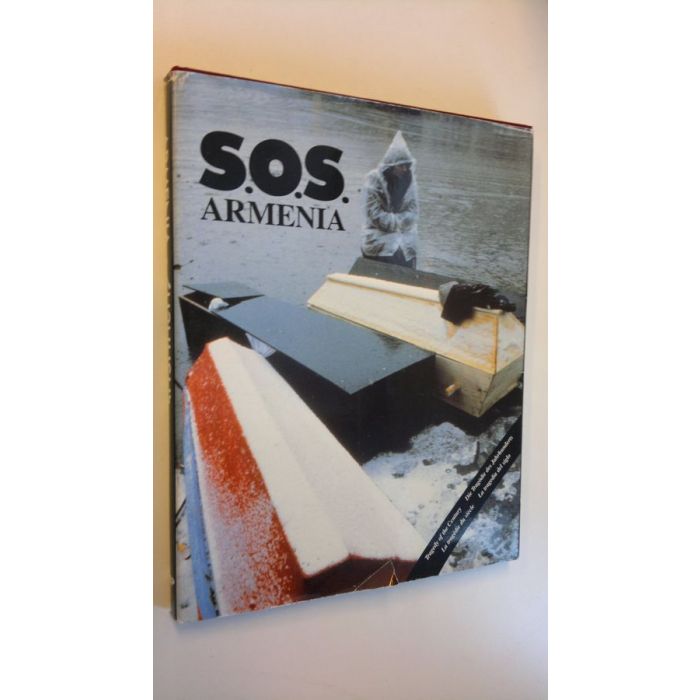 S.O.S.
ARMENIA
Tragedy of the Century Die Tragödie des Jahrhunderts
La tragédie du siècle La tragedia del siglo